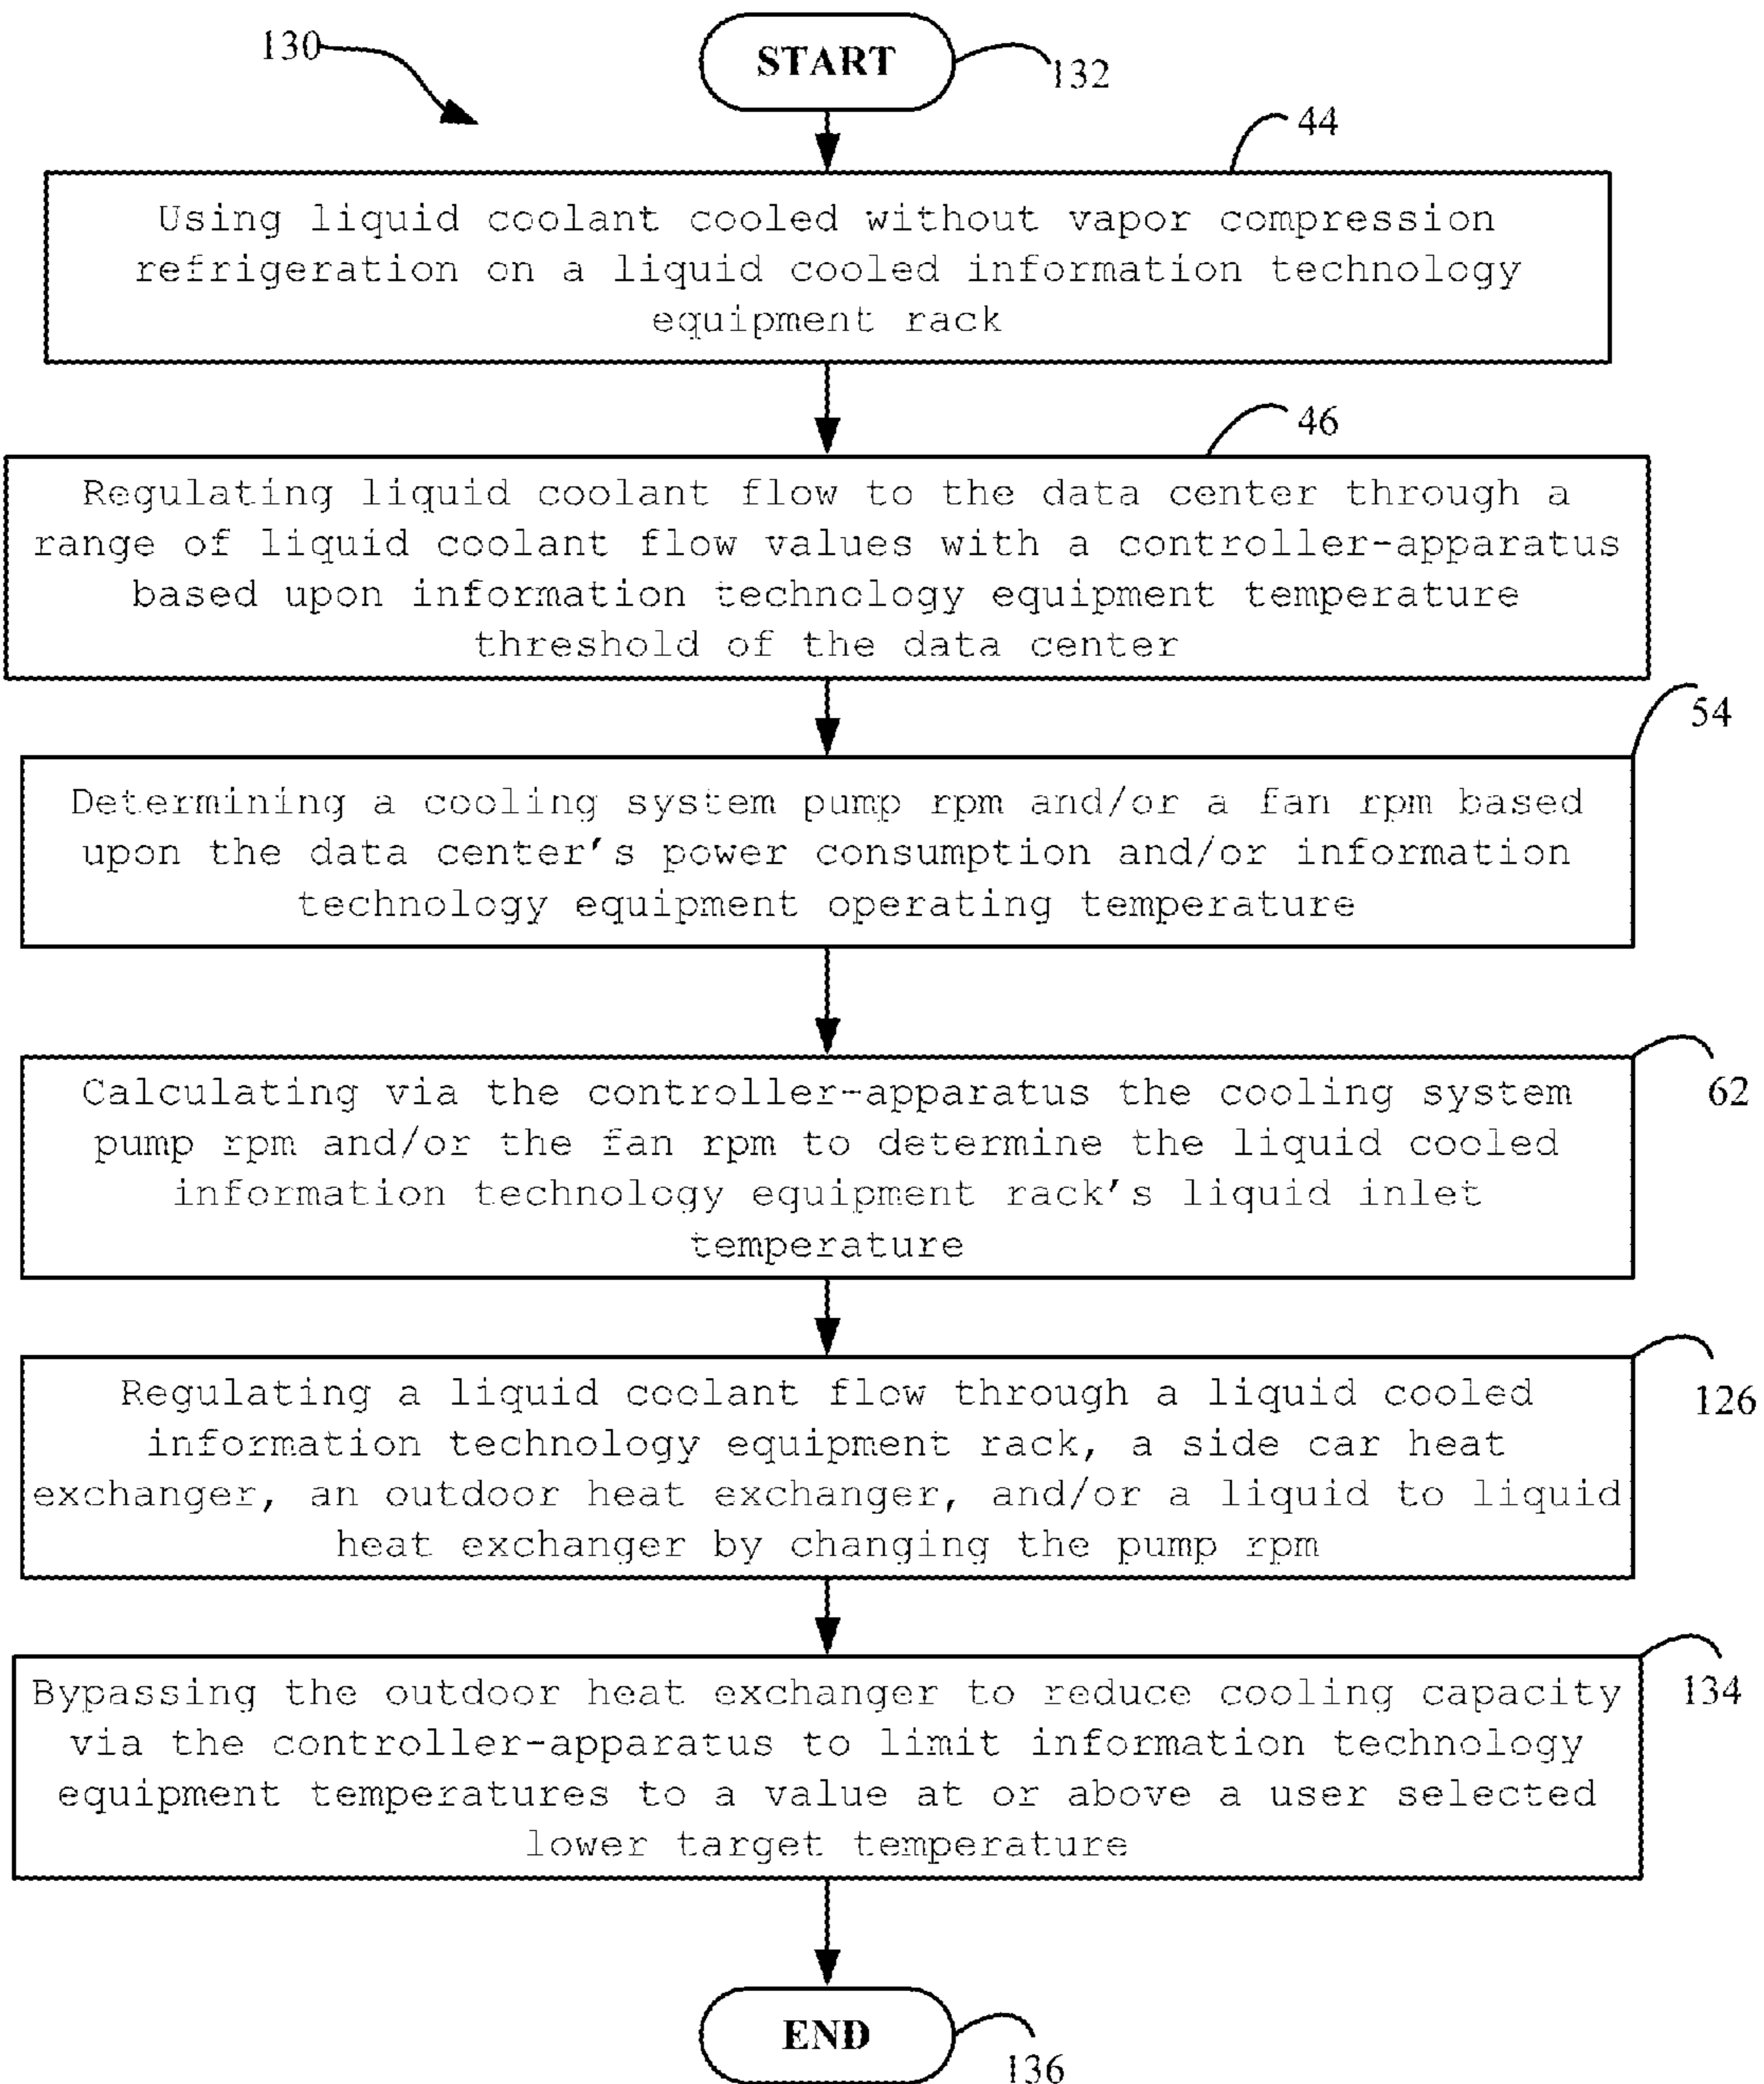 130
START
132
44
Using liquid coolant cooled without vapor compression
refrigeration on a liquid cooled information technology
equipment rack
46
Regulating liquid coolant flow to the data center through a
range of liquid coolant flow values with a controller-apparatus
based upon information technology equipment temperature
threshold of the data center
54
Determining a cooling system pump rpm and/or a fan rpm based
upon the data center's power consumption and/or information
technology equipment operating temperature
62
Calculating via the controller-apparatus the cooling system
pump rpm and/or the fan rpm to determine the liquid cooled
information technology equipment rack's liquid inlet
temperature
126
Regulating a liquid coolant flow through a liquid cooled
information technology equipment rack, a side car heat
exchanger, an outdoor heat exchanger, and/or a liquid to liquid
heat exchanger by changing the pump rpm
134
Bypassing the outdoor heat exchanger to reduce cooling capacity
via the controller-apparatus to limit information technology
equipment temperatures to a value at or above a user selected
lower target temperature
END
136